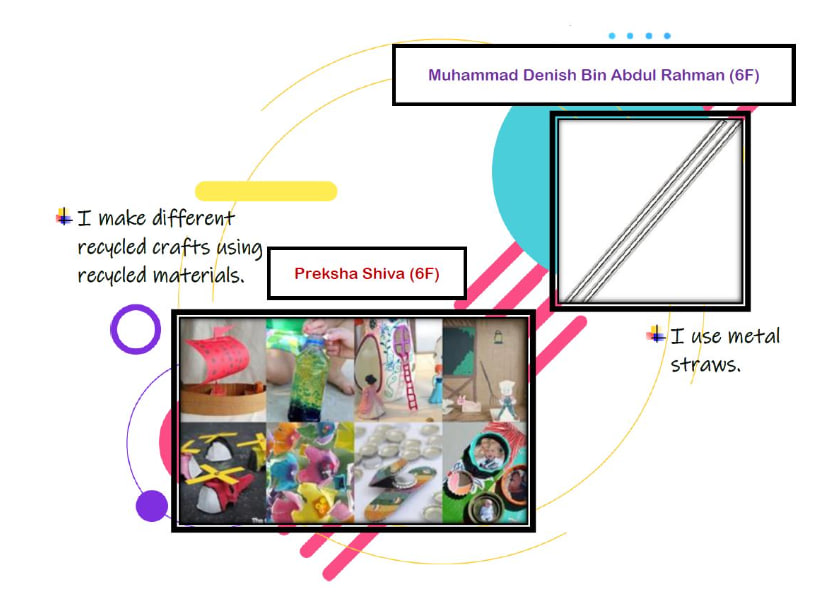 Muhammad Denish Bin Abdul Rahman (6F)
I make different
recycled crafts using
recycled materials.
Preksha Shiva (6F)
I use metal
straws.